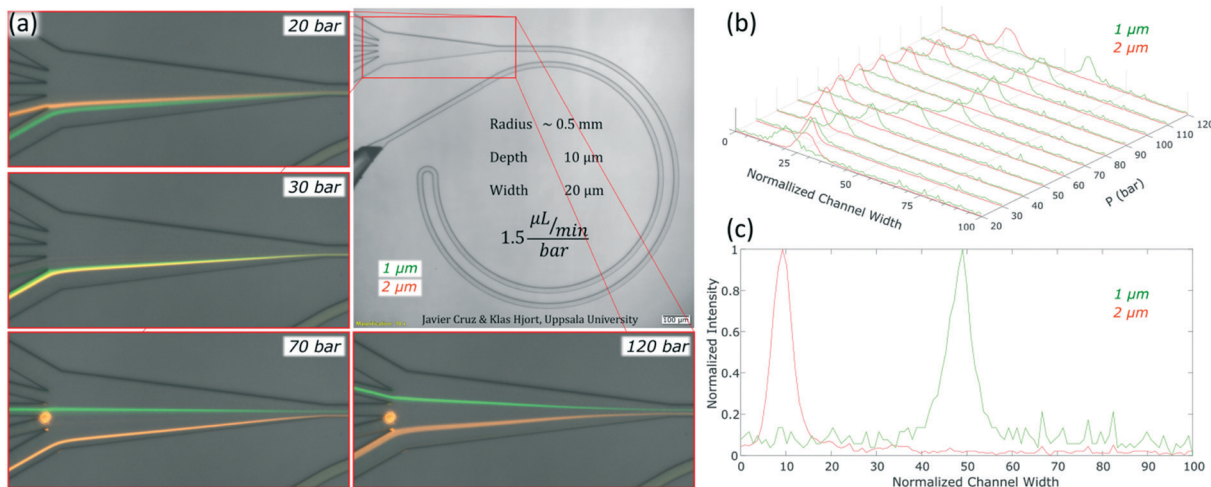 (a)
20 bar
30 bar
70 bar
120 bar
Radius ~ 0.5 mm
Depth 10 µm
Width 20 µm
1.5 µL/min
bar
1 µm
2 µm
Javier Cruz & Klas Hjort, Uppsala University
100 µm
(b)
1 µm
2 µm
0
25
50
75
100
Normallized Channel Width
20
30
40
50
60
70
80
90
100
110
120
P (bar)
(c)
1 µm
2 µm
1
0.8
0.6
0.4
0.2
0
Normalized Intensity
0 10 20 30 40 50 60 70 80 90 100
Normalized Channel Width